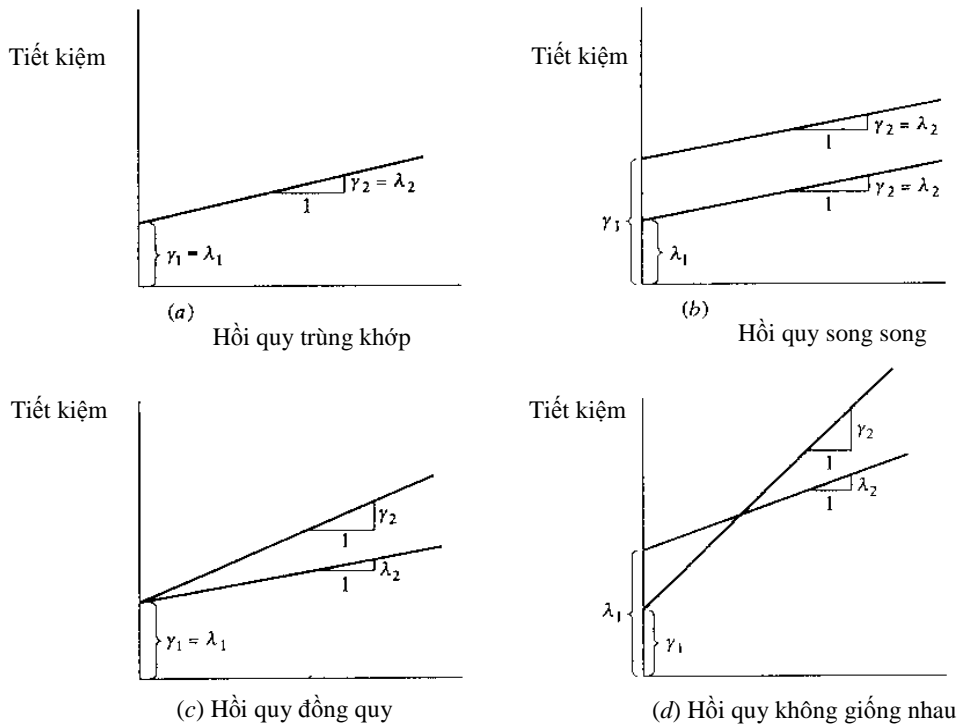 Tiết kiệm
γ₂ = λ₂
1
γ₁ = λ₁
(a)
Hồi quy trùng khớp
Tiết kiệm
γ₂ = λ₂
1
γ₂ = λ₂
1
γ₁
λ₁
(b)
Hồi quy song song
Tiết kiệm
γ₂
1
λ₂
1
γ₁ = λ₁
(c) Hồi quy đồng quy
Tiết kiệm
γ₂
1
λ₂
1
λ₁
γ₁
(d) Hồi quy không giống nhau